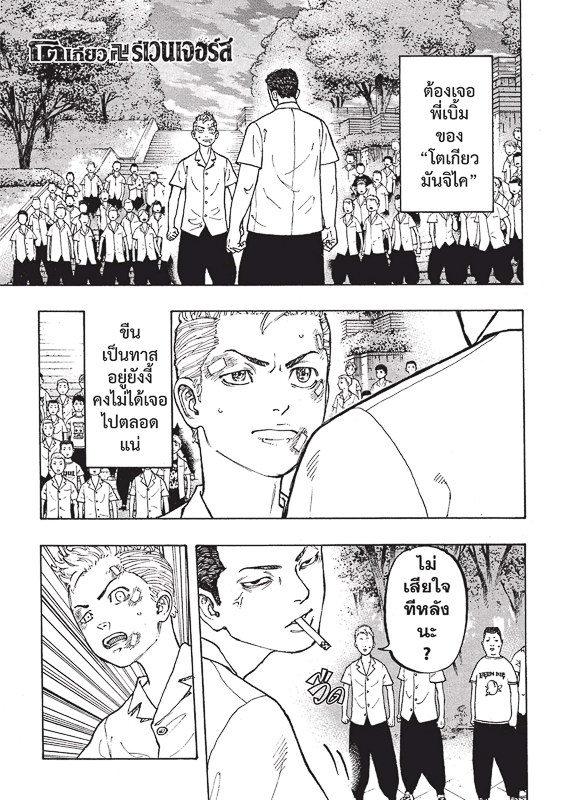 โตเกียว卍รีเวนเจอร์ส
ต้องเจอ
พี่เบิ้ม
ของ
“โตเกียว
มันจิไค”
ขืน
เป็นทาส
อยู่ยังงี้
คงไม่ได้เจอ
ไปตลอด
แน่
ไม่
เสียใจ
ทีหลัง
นะ
?